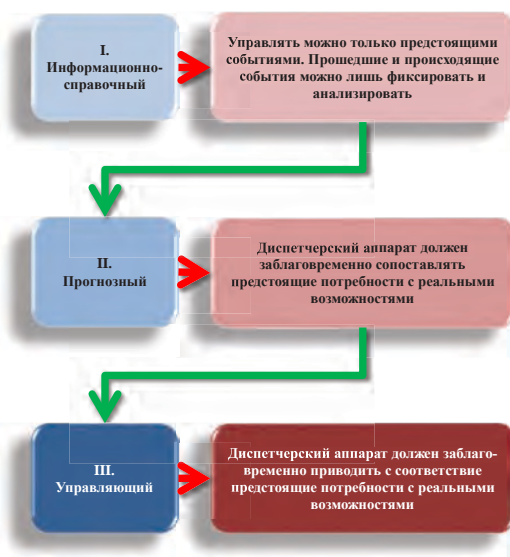 I.
Информационно-
справочный
Управлять можно только предстоящими
событиями. Прошедшие и происходящие
события можно лишь фиксировать и
анализировать
II.
Прогнозный
Диспетчерский аппарат должен
заблаговременно сопоставлять
предстоящие потребности с реальными
возможностями
III.
Управляющий
Диспетчерский аппарат должен заблаго-
временно приводить с соответствие
предстоящие потребности с реальными
возможностями